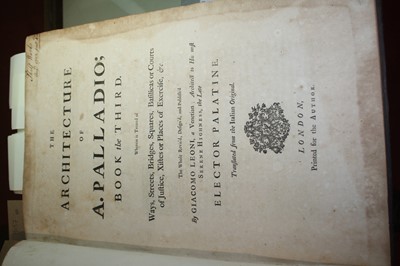 THE
ARCHITECTURE
OF
A. PALLADIO;
BOOK the THIRD.
Wherein is Treated of
Ways, Streets, Bridges, Squares, Basilica's or Courts
of Justice, Xistes or Places of Exercise, &c.
The Whole Revis'd, Design'd, and Publish'd
By GIACOMO LEONI, a Venetian; Architect to His most
SERENE HIGHNESS, the Late
ELECTOR PALATINE.
Translated from the Italian Original.
LONDON,
Printed for the AUTHOR.